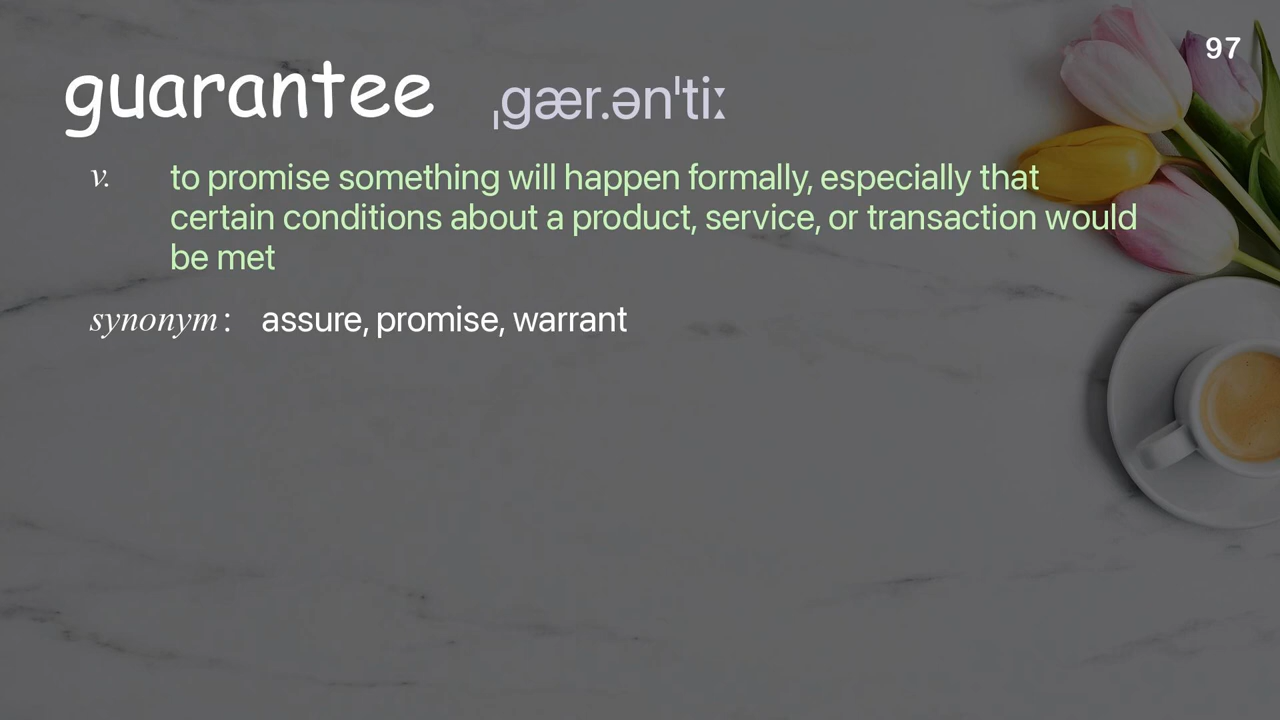 97
guarantee ˌɡær.ənˈtiː
v. to promise something will happen formally, especially that
certain conditions about a product, service, or transaction would
be met
synonym: assure, promise, warrant